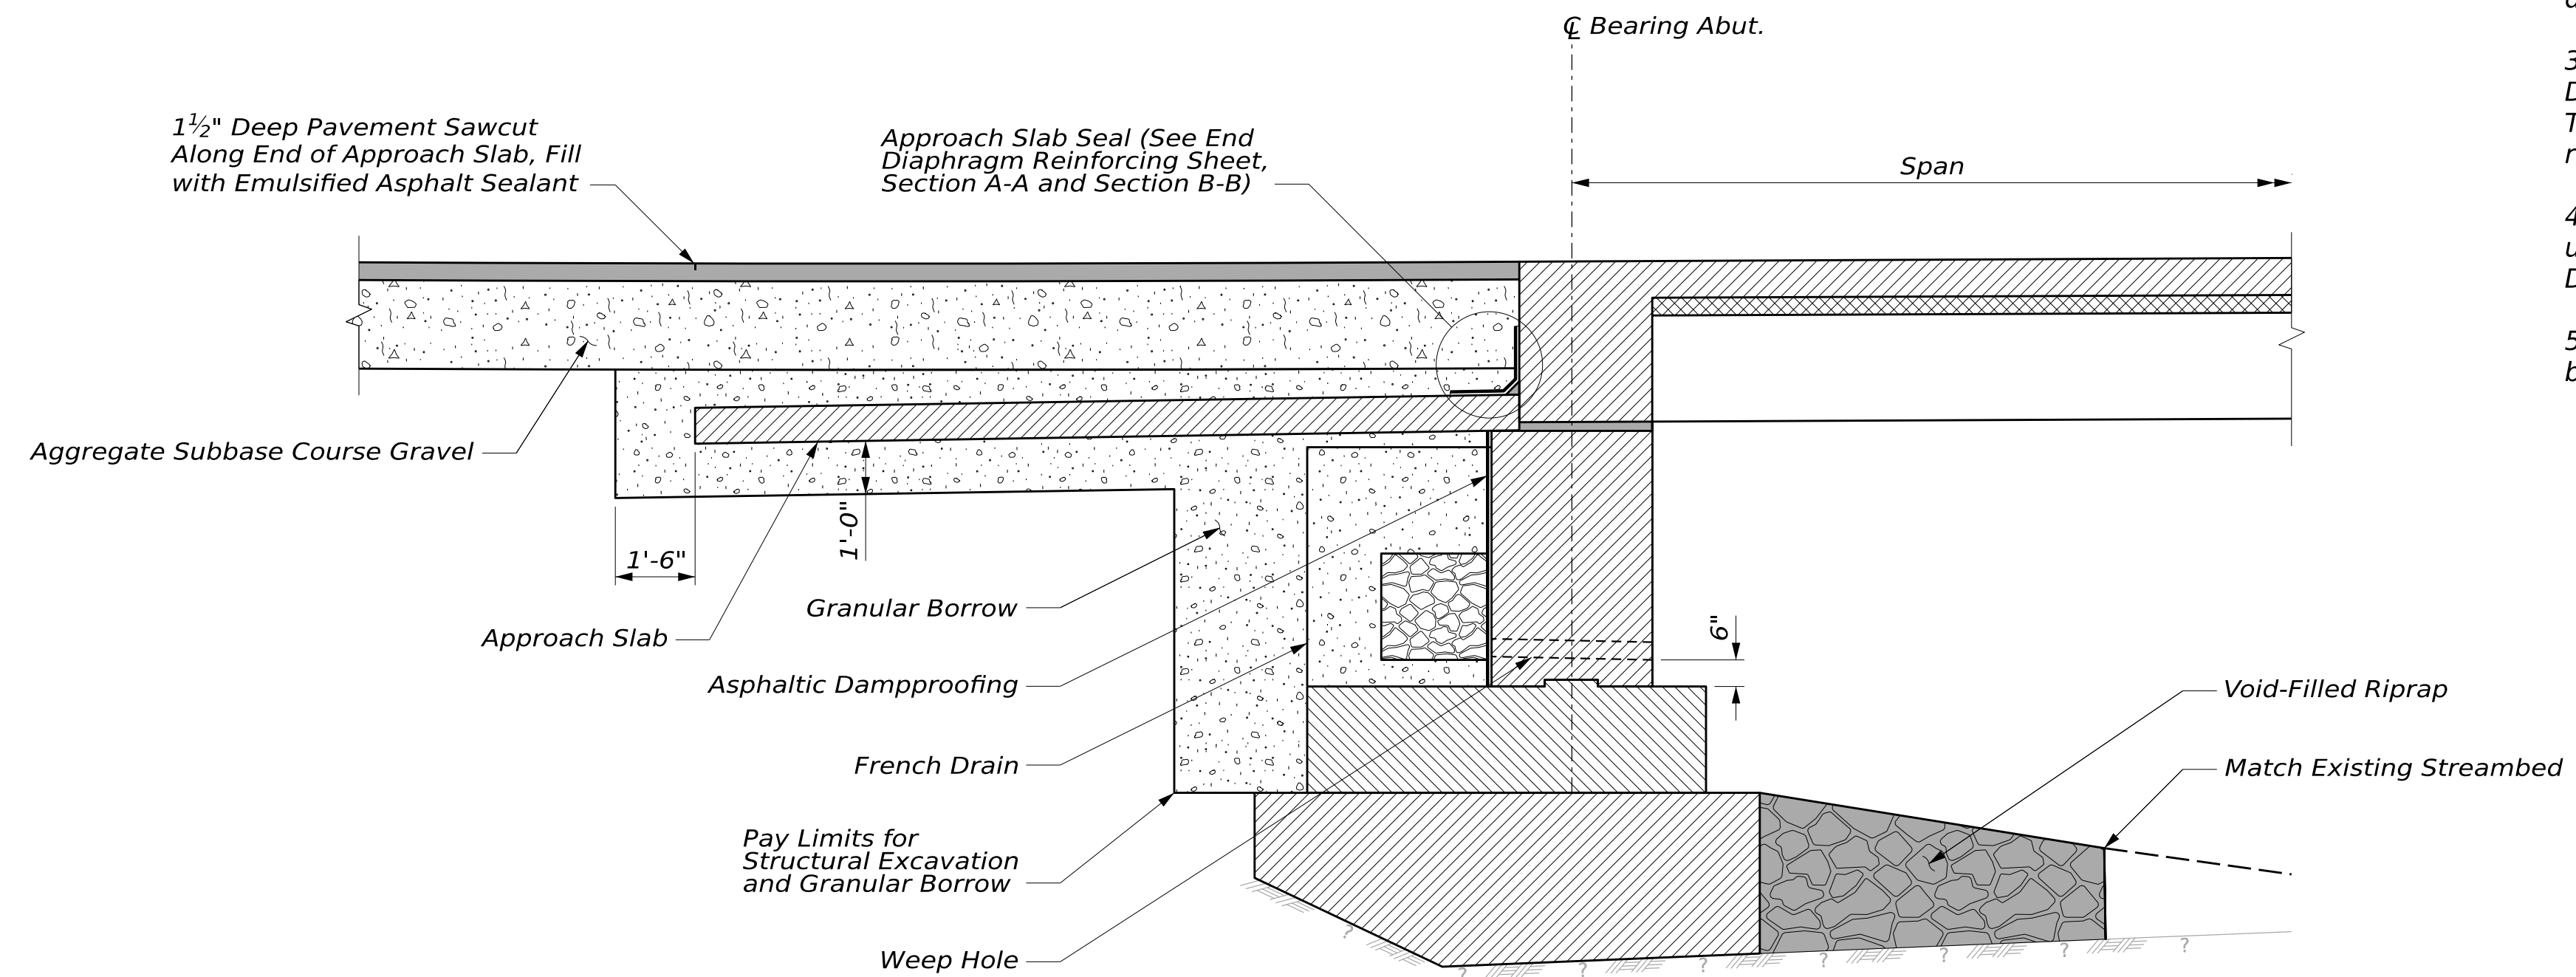 ℄ Bearing Abut.
1½" Deep Pavement Sawcut
Along End of Approach Slab, Fill
with Emulsified Asphalt Sealant
Approach Slab Seal (See End
Diaphragm Reinforcing Sheet,
Section A-A and Section B-B)
Span
3
D
T
r
4
u
D
5
b
Aggregate Subbase Course Gravel
1'-6"
1'-0"
Granular Borrow
Approach Slab
6"
Asphaltic Dampproofing
Void-Filled Riprap
French Drain
Match Existing Streambed
Pay Limits for
Structural Excavation
and Granular Borrow
Weep Hole
? ? ? ? ? ? ? ?